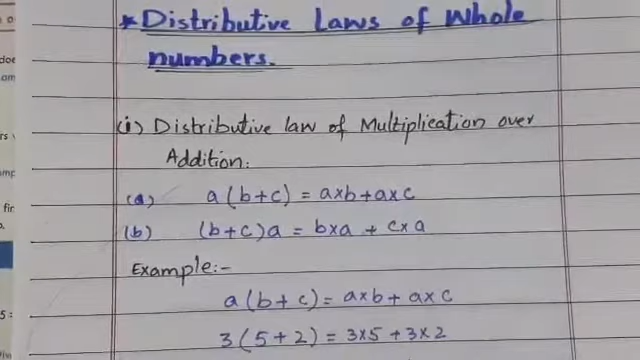 * Distributive Laws of Whole
numbers.
(i) Distributive law of Multiplication over
Addition:
(a) a(b+c) = a×b+a×c
(b) (b+c)a = b×a + c×a
Example:-
a(b+c) = a×b + a×c
3(5+2) = 3×5 + 3×2